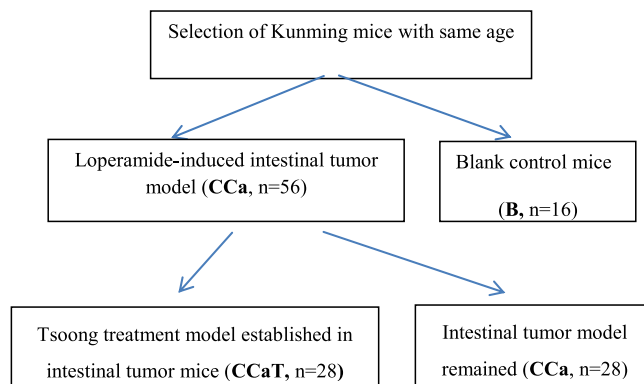 Selection of Kunming mice with same age
Loperamide-induced intestinal tumor
model (CCa, n=56)
Blank control mice
(B, n=16)
Tsoong treatment model established in
intestinal tumor mice (CCaT, n=28)
Intestinal tumor model
remained (CCa, n=28)